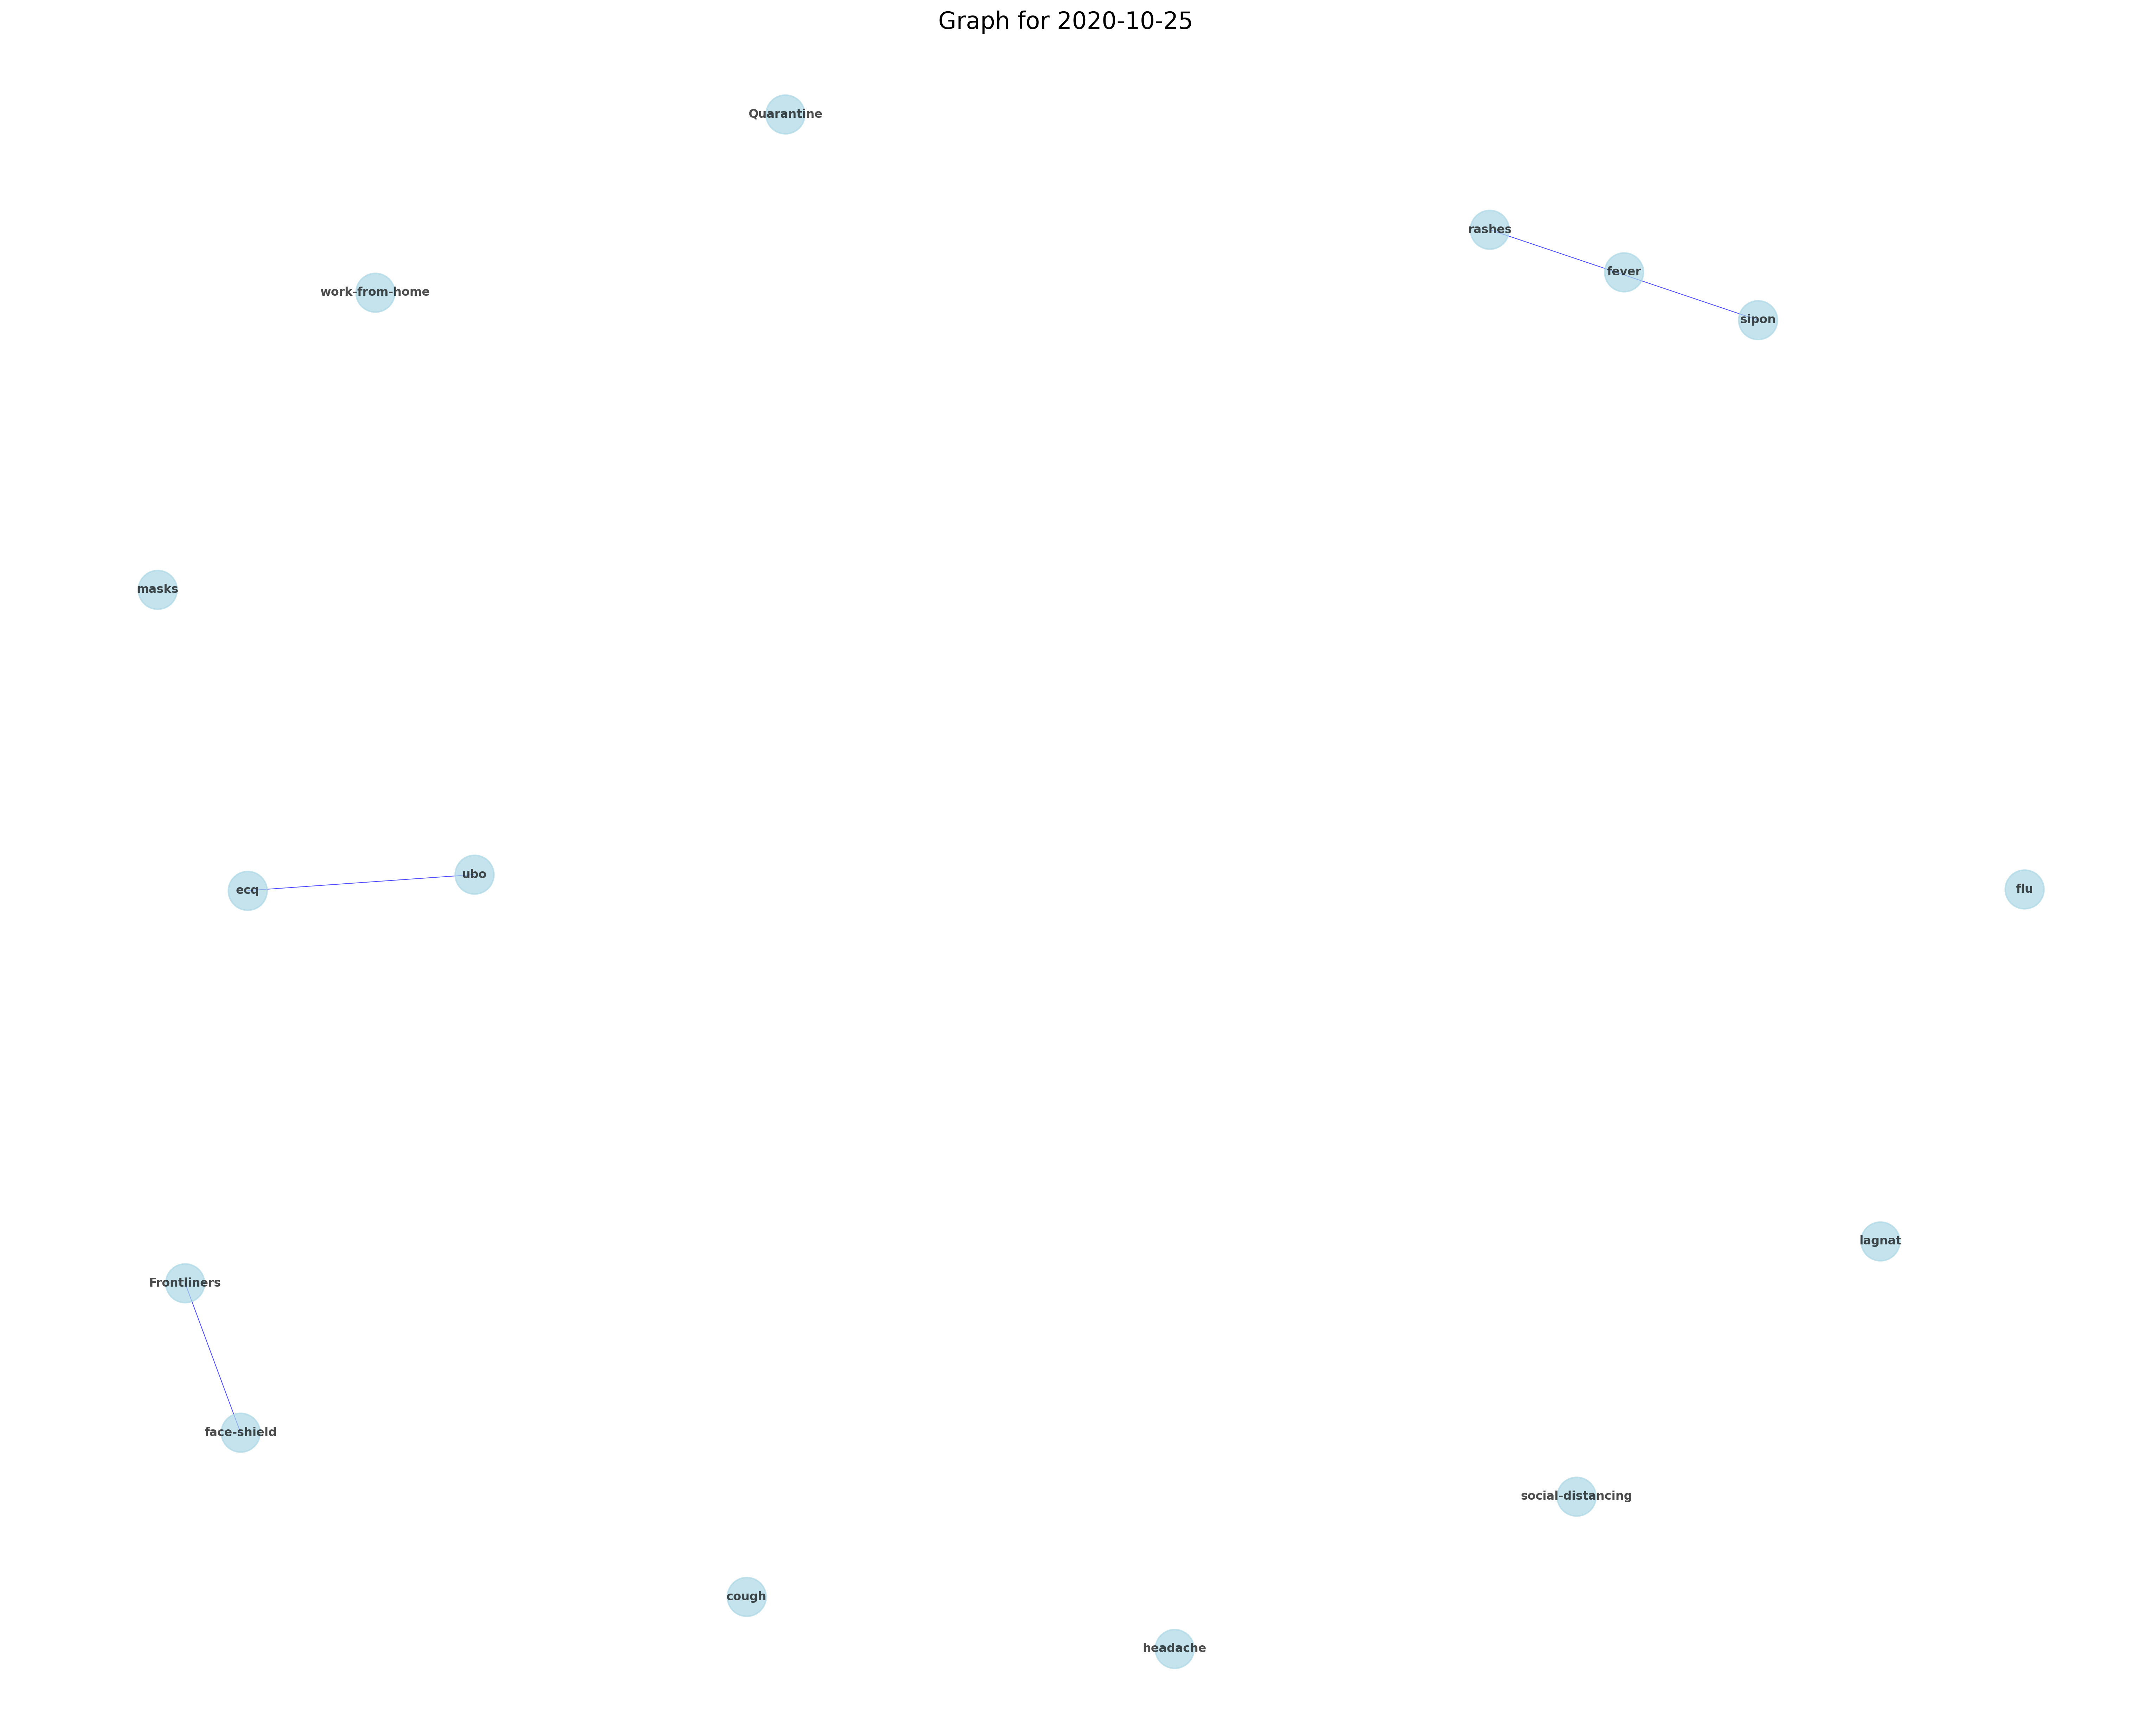 Graph for 2020-10-25
Quarantine
rashes
fever
work-from-home
sipon
masks
ubo
ecq
flu
lagnat
Frontliners
face-shield
social-distancing
cough
headache